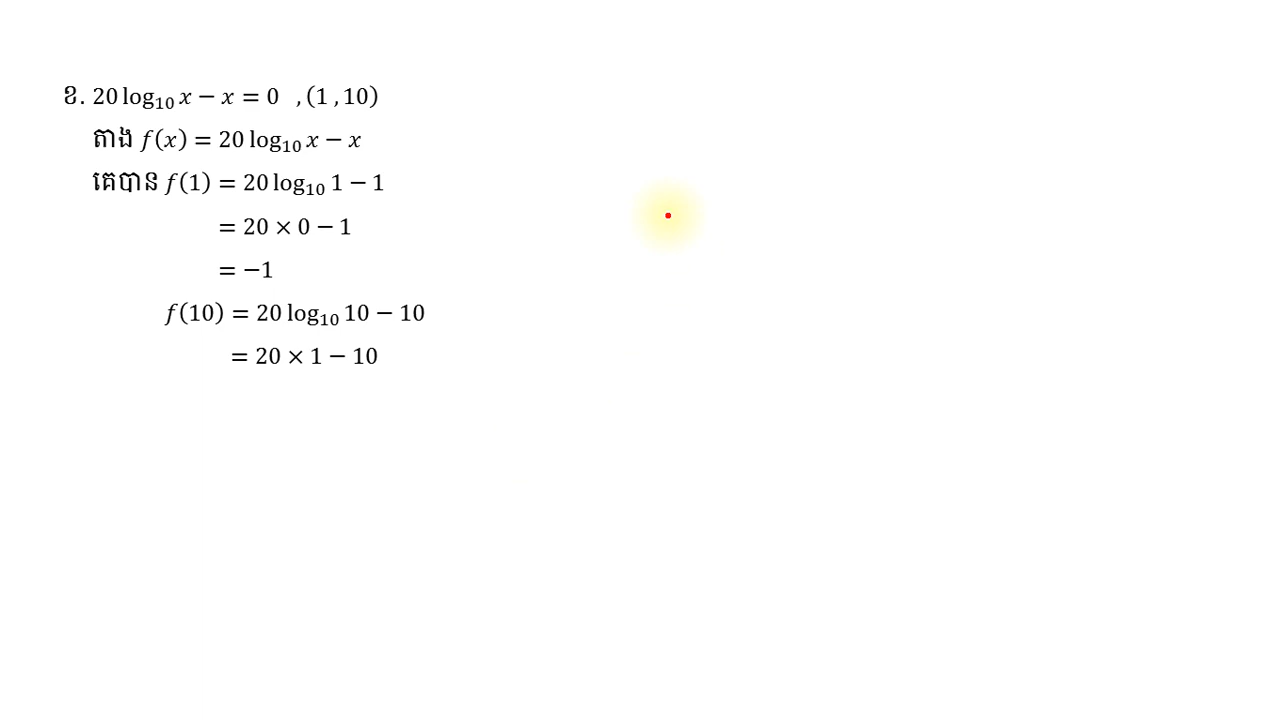 ខ. 20 log₁₀ x − x = 0 , (1 , 10)
តាង f(x) = 20 log₁₀ x − x
គេបាន f(1) = 20 log₁₀ 1 − 1
= 20 × 0 − 1
= −1
f(10) = 20 log₁₀ 10 − 10
= 20 × 1 − 10